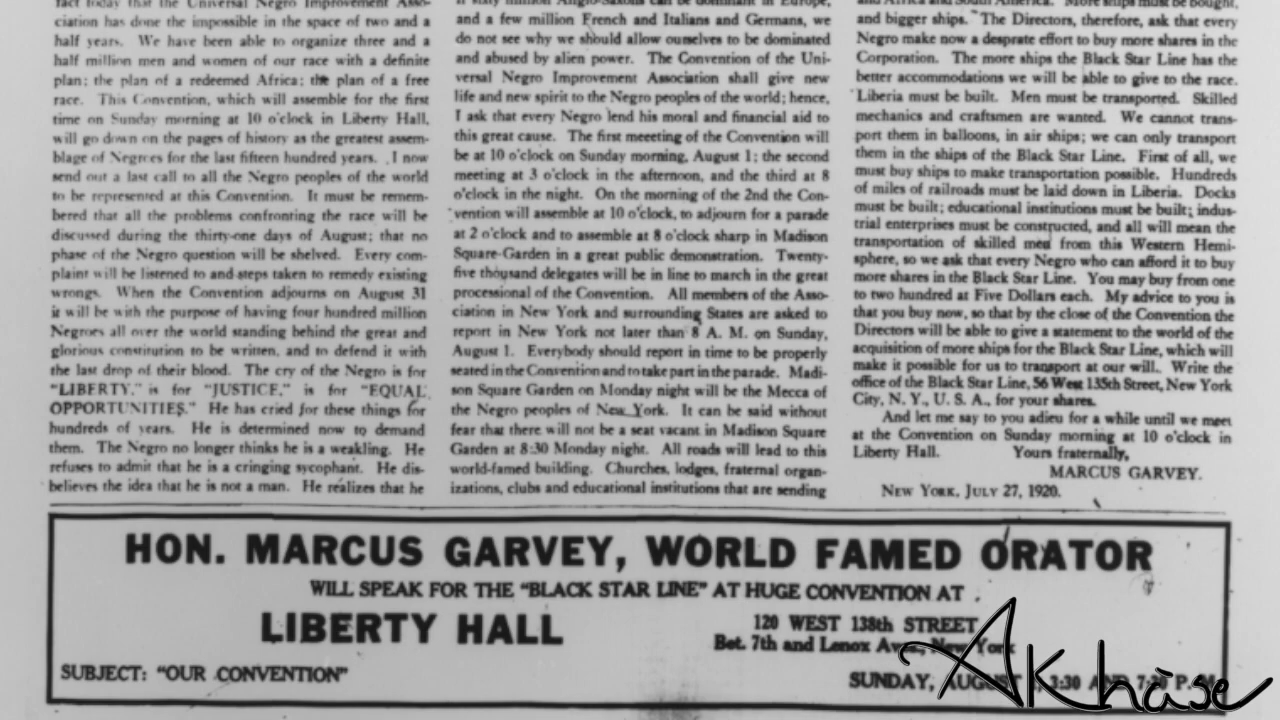 fact today that the Universal Negro Improvement Asso-
ciation has done the impossible in the space of two and a
half years. We have been able to organize three and a
half million men and women of our race with a definite
plan; the plan of a redeemed Africa; the plan of a free
race. This Convention, which will assemble for the first
time on Sunday morning at 10 o'clock in Liberty Hall,
will go down on the pages of history as the greatest assem-
blage of Negroes for the last fifteen hundred years. I now
send out a last call to all the Negro peoples of the world
to be represented at this Convention. It must be remem-
bered that all the problems confronting the race will be
discussed during the thirty-one days of August; that no
phase of the Negro question will be shelved. Every com-
plaint will be listened to and steps taken to remedy existing
wrongs. When the Convention adjourns on August 31
it will be with the purpose of having four hundred million
Negroes all over the world standing behind the great and
glorious constitution to be written, and to defend it with
the last drop of their blood. The cry of the Negro is for
"LIBERTY," is for "JUSTICE," is for "EQUAL
OPPORTUNITIES." He has cried for these things for
hundreds of years. He is determined now to demand
them. The Negro no longer thinks he is a weakling. He
refuses to admit that he is a cringing sycophant. He dis-
believes the idea that he is not a man. He realizes that he
if sixty million Anglo-Saxons can be dominant in Europe,
and a few million French and Italians and Germans, we
do not see why we should allow ourselves to be dominated
and abused by alien power. The Convention of the Uni-
versal Negro Improvement Association shall give new
life and new spirit to the Negro peoples of the world; hence,
I ask that every Negro lend his moral and financial aid to
this great cause. The first meeting of the Convention will
be at 10 o'clock on Sunday morning, August 1; the second
meeting at 3 o'clock in the afternoon, and the third at 8
o'clock in the night. On the morning of the 2nd the Con-
vention will assemble at 10 o'clock, to adjourn for a parade
at 2 o'clock and to assemble at 8 o'clock sharp in Madison
Square-Garden in a great public demonstration. Twenty-
five thousand delegates will be in line to march in the great
processional of the Convention. All members of the Asso-
ciation in New York and surrounding States are asked to
report in New York not later than 8 A. M. on Sunday,
August 1. Everybody should report in time to be properly
seated in the Convention and to take part in the parade. Madi-
son Square Garden on Monday night will be the Mecca of
the Negro peoples of New York. It can be said without
fear that there will not be a seat vacant in Madison Square
Garden at 8:30 Monday night. All roads will lead to this
world-famed building. Churches, lodges, fraternal organ-
izations, clubs and educational institutions that are sending
and Africa and South America. More ships must be bought,
and bigger ships. The Directors, therefore, ask that every
Negro make now a desprate effort to buy more shares in the
Corporation. The more ships the Black Star Line has the
better accommodations we will be able to give to the race.
Liberia must be built. Men must be transported. Skilled
mechanics and craftsmen are wanted. We cannot trans-
port them in balloons, in air ships; we can only transport
them in the ships of the Black Star Line. First of all, we
must buy ships to make transportation possible. Hundreds
of miles of railroads must be laid down in Liberia. Docks
must be built; educational institutions must be built; indus-
trial enterprises must be constructed, and all will mean the
transportation of skilled men from this Western Hemi-
sphere, so we ask that every Negro who can afford it to buy
more shares in the Black Star Line. You may buy from one
to two hundred at Five Dollars each. My advice to you is
that you buy now, so that by the close of the Convention the
Directors will be able to give a statement to the world of the
acquisition of more ships for the Black Star Line, which will
make it possible for us to transport at our will. Write the
office of the Black Star Line, 56 West 135th Street, New York
City, N. Y., U. S. A., for your shares.
And let me say to you adieu for a while until we meet
at the Convention on Sunday morning at 10 o'clock in
Liberty Hall. Yours fraternally,
MARCUS GARVEY.
NEW YORK, JULY 27, 1920.
HON. MARCUS GARVEY, WORLD FAMED ORATOR
WILL SPEAK FOR THE "BLACK STAR LINE" AT HUGE CONVENTION AT
LIBERTY HALL
120 WEST 138th STREET
Bet. 7th and Lenox Aves., New York
SUBJECT: "OUR CONVENTION"
SUNDAY, AUGUST 1, 3:30 AND 7:30 P. M.
AKhàse